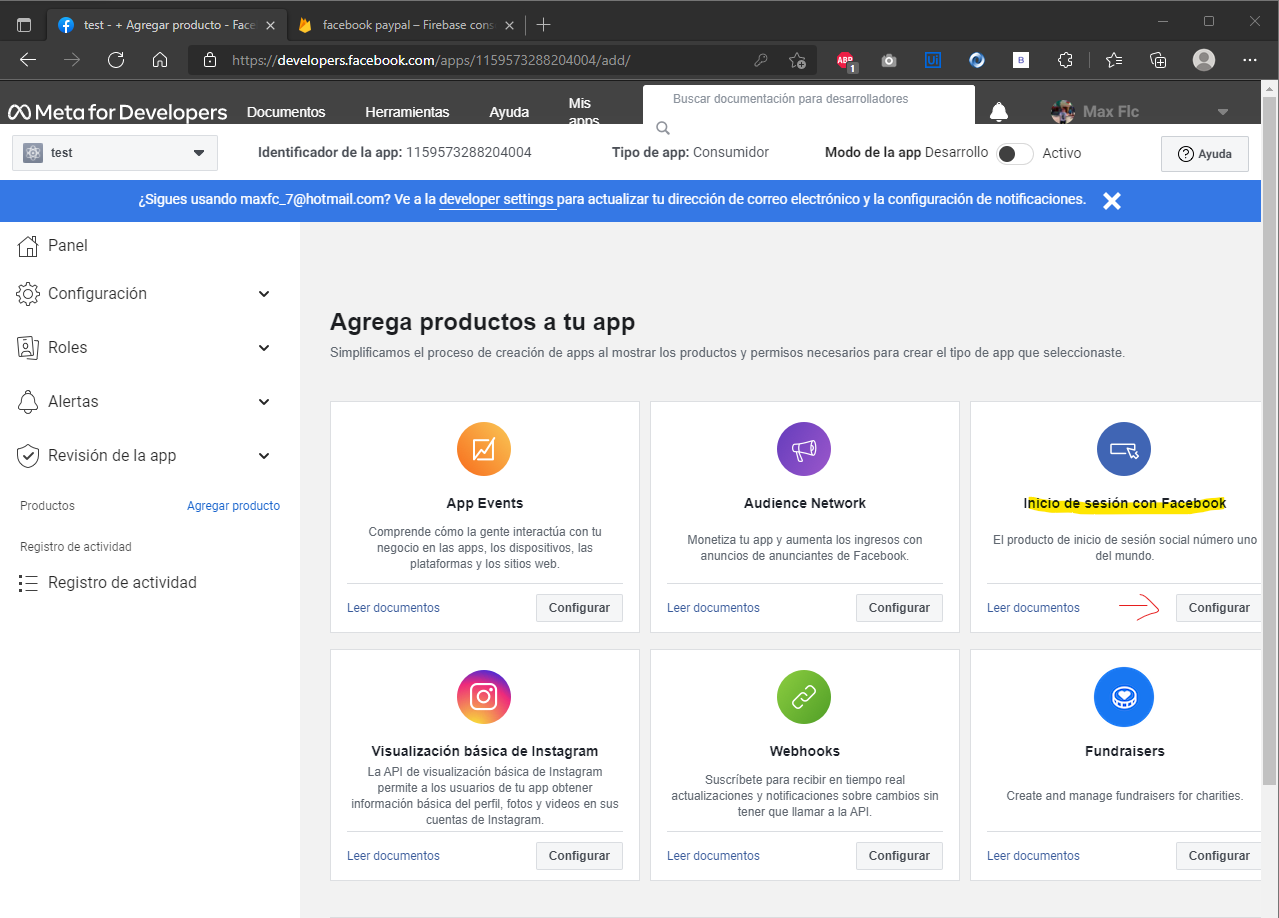 test - + Agregar producto - Face
facebook paypal – Firebase cons
https://developers.facebook.com/apps/1159573288204004/add/
ABP
1
Ui
B
Meta for Developers
Documentos
Herramientas
Ayuda
Mis apps
Buscar documentación para desarrolladores
Max Flc
test
Identificador de la app: 1159573288204004
Tipo de app: Consumidor
Modo de la app Desarrollo
Activo
Ayuda
¿Sigues usando maxfc_7@hotmail.com? Ve a la developer settings para actualizar tu dirección de correo electrónico y la configuración de notificaciones.
Panel
Configuración
Roles
Alertas
Revisión de la app
Productos
Agregar producto
Registro de actividad
Registro de actividad
Agrega productos a tu app
Simplificamos el proceso de creación de apps al mostrar los productos y permisos necesarios para crear el tipo de app que seleccionaste.
App Events
Comprende cómo la gente interactúa con tu
negocio en las apps, los dispositivos, las
plataformas y los sitios web.
Leer documentos
Configurar
Audience Network
Monetiza tu app y aumenta los ingresos con
anuncios de anunciantes de Facebook.
Leer documentos
Configurar
Inicio de sesión con Facebook
El producto de inicio de sesión social número uno
del mundo.
Leer documentos
Configurar
Visualización básica de Instagram
La API de visualización básica de Instagram
permite a los usuarios de tu app obtener
información básica del perfil, fotos y videos en sus
cuentas de Instagram.
Leer documentos
Configurar
Webhooks
Suscríbete para recibir en tiempo real
actualizaciones y notificaciones sobre cambios sin
tener que llamar a la API.
Leer documentos
Configurar
Fundraisers
Create and manage fundraisers for charities.
Leer documentos
Configurar